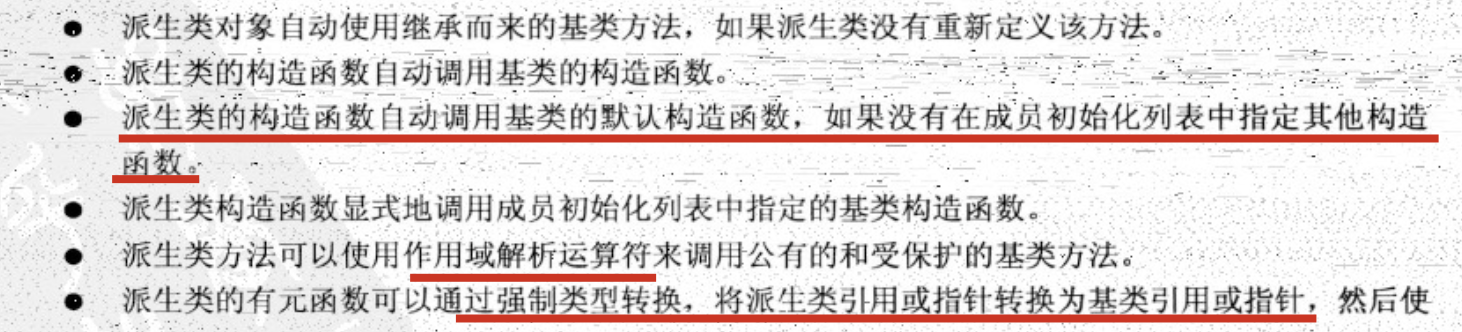 ● 派生类对象自动使用继承而来的基类方法，如果派生类没有重新定义该方法。
● 派生类的构造函数自动调用基类的构造函数。
● 派生类的构造函数自动调用基类的默认构造函数，如果没有在成员初始化列表中指定其他构造
函数。
● 派生类构造函数显式地调用成员初始化列表中指定的基类构造函数。
● 派生类方法可以使用作用域解析运算符来调用公有的和受保护的基类方法。
● 派生类的有元函数可以通过强制类型转换，将派生类引用或指针转换为基类引用或指针，然后使